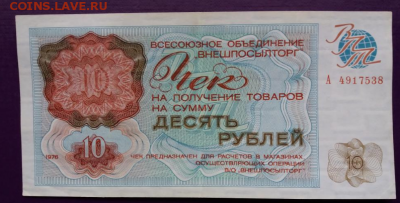 COINS.LAVE.RU
ВСЕСОЮЗНОЕ ОБЪЕДИНЕНИЕ
"ВНЕШПОСЫЛТОРГ"
ВПТ
10
Чек
А 4917538
НА ПОЛУЧЕНИЕ ТОВАРОВ
НА СУММУ
ДЕСЯТЬ
РУБЛЕЙ
1976
10
ЧЕК ПРЕДНАЗНАЧЕН ДЛЯ РАСЧЕТОВ В МАГАЗИНАХ
ОСУЩЕСТВЛЯЮЩИХ ОПЕРАЦИИ
В/О ВНЕШПОСЫЛТОРГ
10